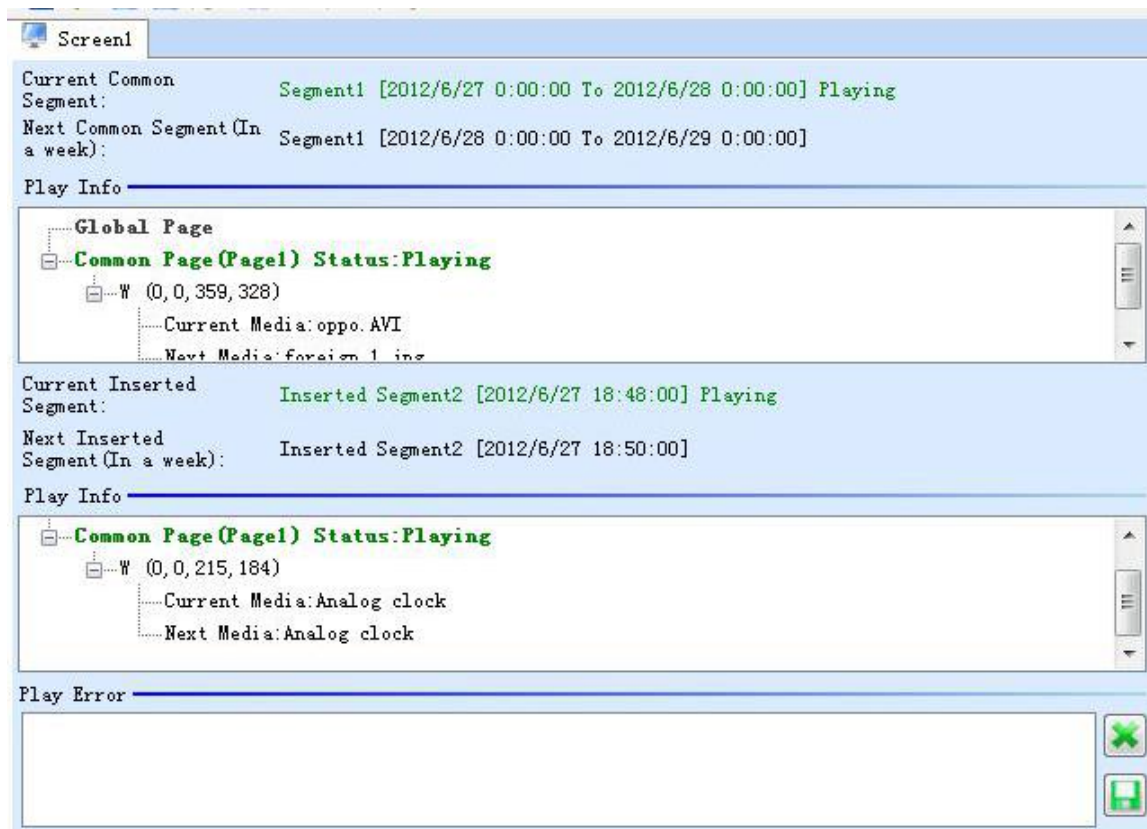 Screen1
Current Common
Segment:
Segment1 [2012/6/27 0:00:00 To 2012/6/28 0:00:00] Playing
Next Common Segment(In
a week):
Segment1 [2012/6/28 0:00:00 To 2012/6/29 0:00:00]
Play Info
Global Page
Common Page(Page1) Status:Playing
W (0,0,359,328)
Current Media:oppo.AVI
Next Media:foreign 1.jpg
Current Inserted
Segment:
Inserted Segment2 [2012/6/27 18:48:00] Playing
Next Inserted
Segment(In a week):
Inserted Segment2 [2012/6/27 18:50:00]
Play Info
Common Page(Page1) Status:Playing
W (0,0,215,184)
Current Media:Analog clock
Next Media:Analog clock
Play Error